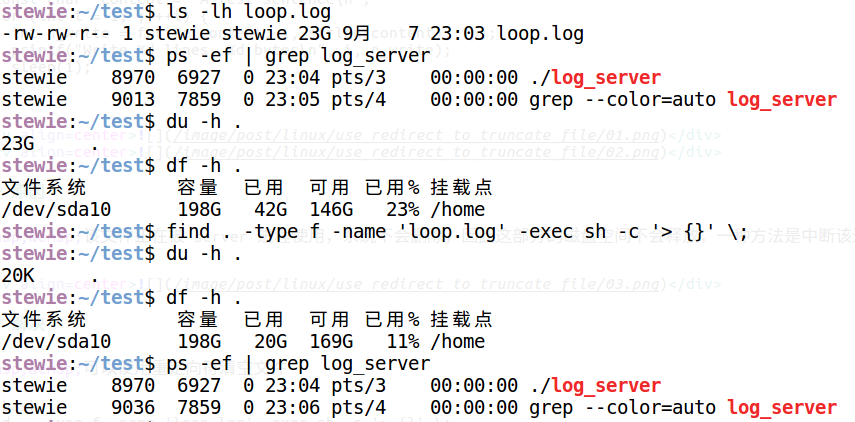 stewie:~/test$ ls -lh loop.log
-rw-rw-r-- 1 stewie stewie 23G 9月   7 23:03 loop.log
stewie:~/test$ ps -ef | grep log_server
stewie    8970  6927  0 23:04 pts/3    00:00:00 ./log_server
stewie    9013  7859  0 23:05 pts/4    00:00:00 grep --color=auto log_server
stewie:~/test$ du -h .
23G     .
stewie:~/test$ df -h .
文件系统        容量  已用  可用 已用% 挂载点
/dev/sda10      198G   42G  146G   23% /home
stewie:~/test$ find . -type f -name 'loop.log' -exec sh -c '> {}' \;
stewie:~/test$ du -h .
20K     .
stewie:~/test$ df -h .
文件系统        容量  已用  可用 已用% 挂载点
/dev/sda10      198G   20G  169G   11% /home
stewie:~/test$ ps -ef | grep log_server
stewie    8970  6927  0 23:04 pts/3    00:00:00 ./log_server
stewie    9036  7859  0 23:06 pts/4    00:00:00 grep --color=auto log_server